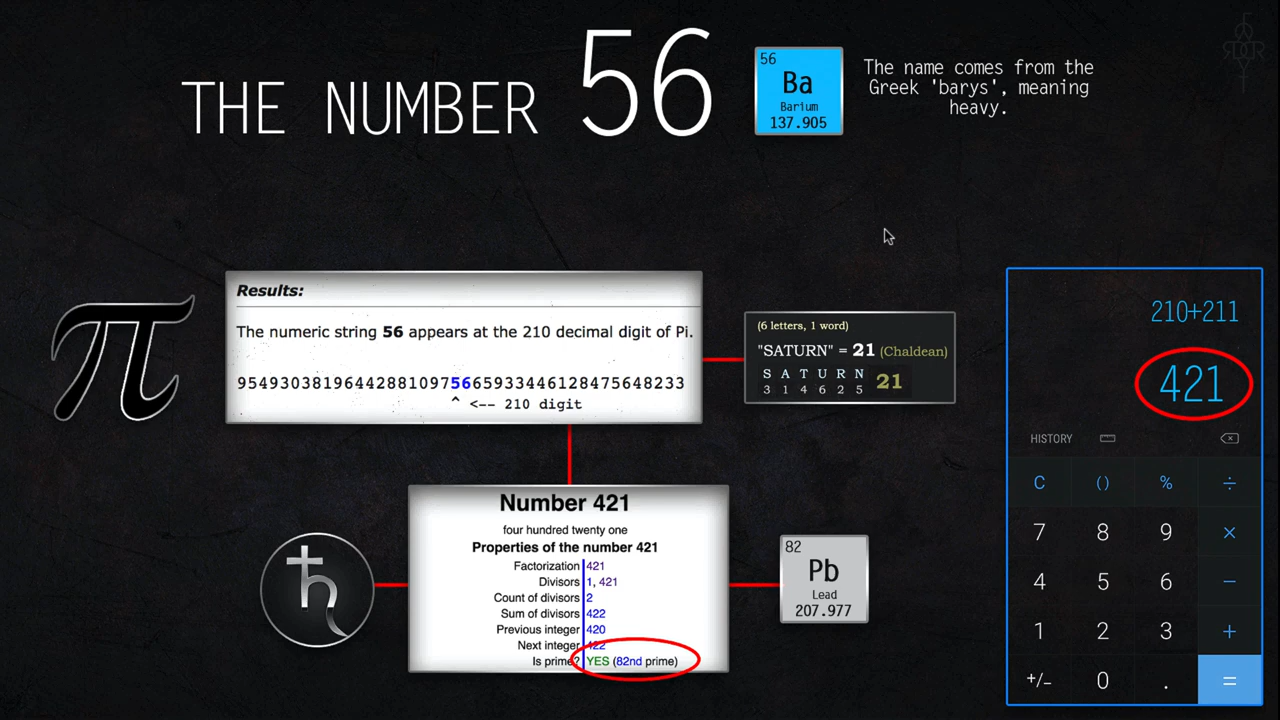 THE NUMBER 56
56
Ba
Barium
137.905
The name comes from the
Greek 'barys', meaning
heavy.
π
Results:
The numeric string 56 appears at the 210 decimal digit of Pi.
95493038196442881097566593344612847564823​3
^ <-- 210 digit
(6 letters, 1 word)
"SATURN" = 21 (Chaldean)
S A T U R N
3 1 4 6 2 5 21
210+211
421
HISTORY
C () % ÷
7 8 9 ×
4 5 6 −
1 2 3 +
+/− 0 . =
Number 421
four hundred twenty one
Properties of the number 421
Factorization 421
Divisors 1, 421
Count of divisors 2
Sum of divisors 422
Previous integer 420
Next integer 422
Is prime? YES (82nd prime)
82
Pb
Lead
207.977